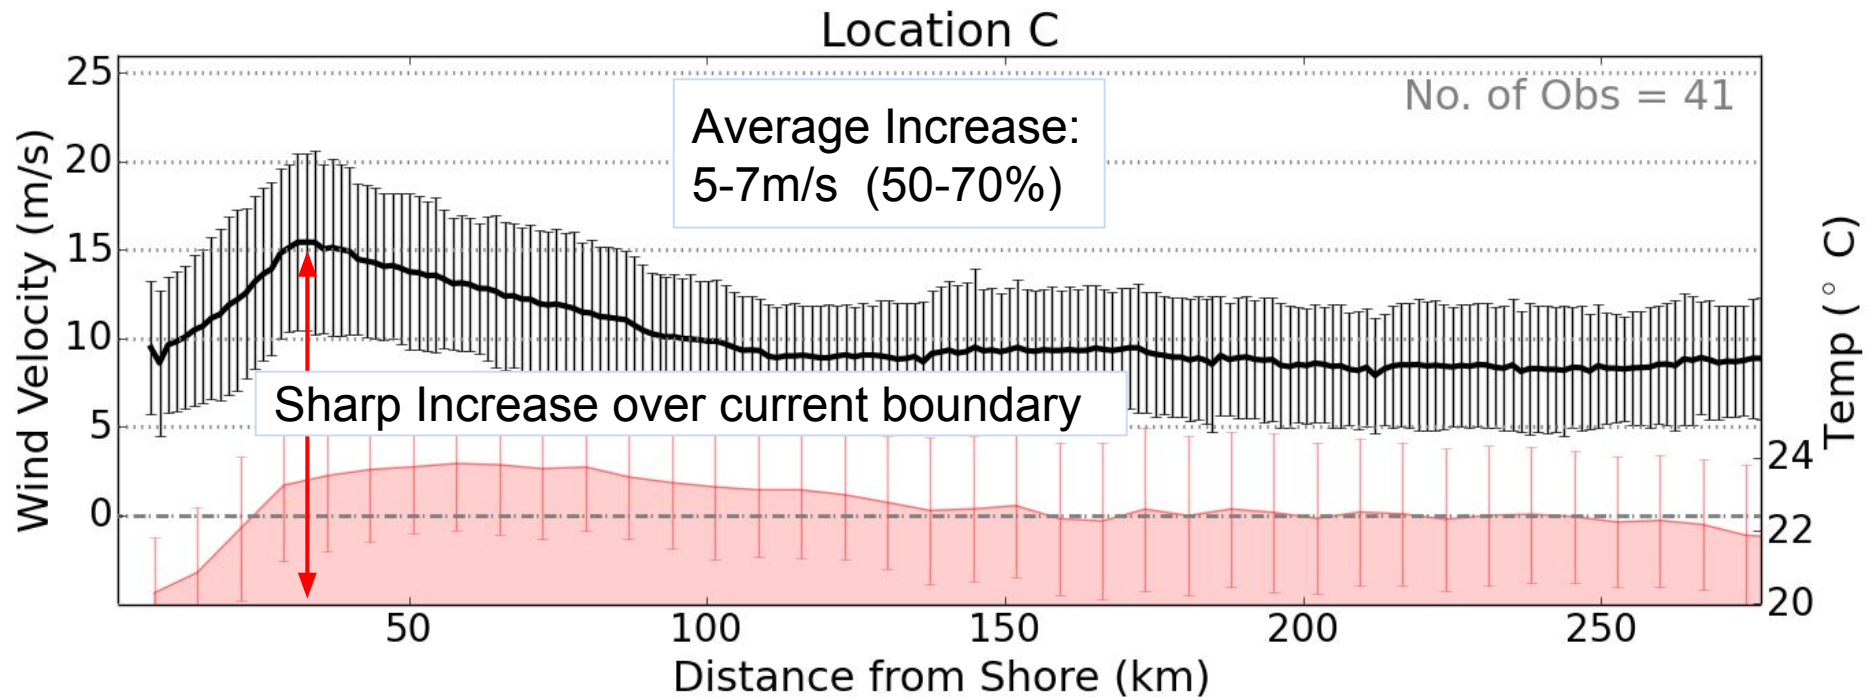 Location C
No. of Obs = 41
Average Increase:
5-7m/s  (50-70%)
Sharp Increase over current boundary
Wind Velocity (m/s)
25
20
15
10
5
0
Temp (° C)
24
22
20
50 100 150 200 250
Distance from Shore (km)